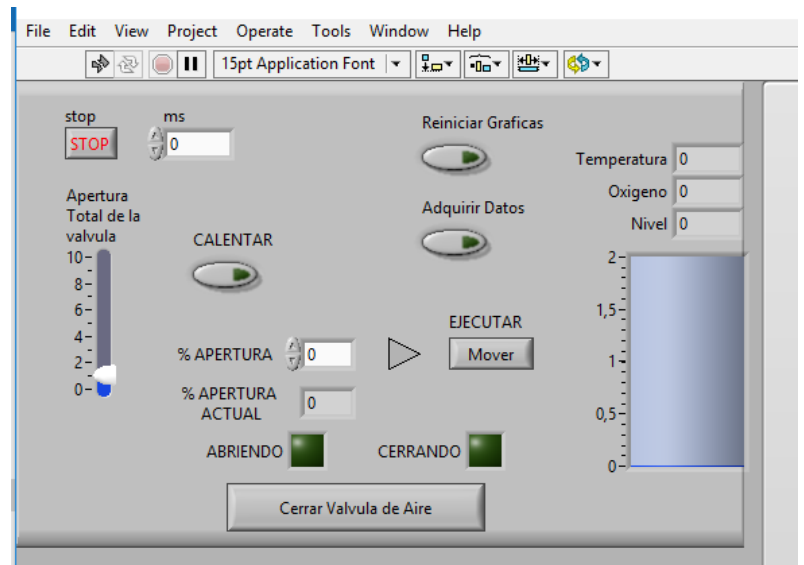 File Edit View Project Operate Tools Window Help
15pt Application Font
stop
STOP
ms
0
Reiniciar Graficas
Temperatura 0
Oxigeno 0
Nivel 0
Apertura
Total de la
valvula
10
8
6
4
2
0
CALENTAR
Adquirir Datos
2
1,5
1
0,5
0
% APERTURA 0
EJECUTAR
Mover
% APERTURA
ACTUAL
0
ABRIENDO
CERRANDO
Cerrar Valvula de Aire